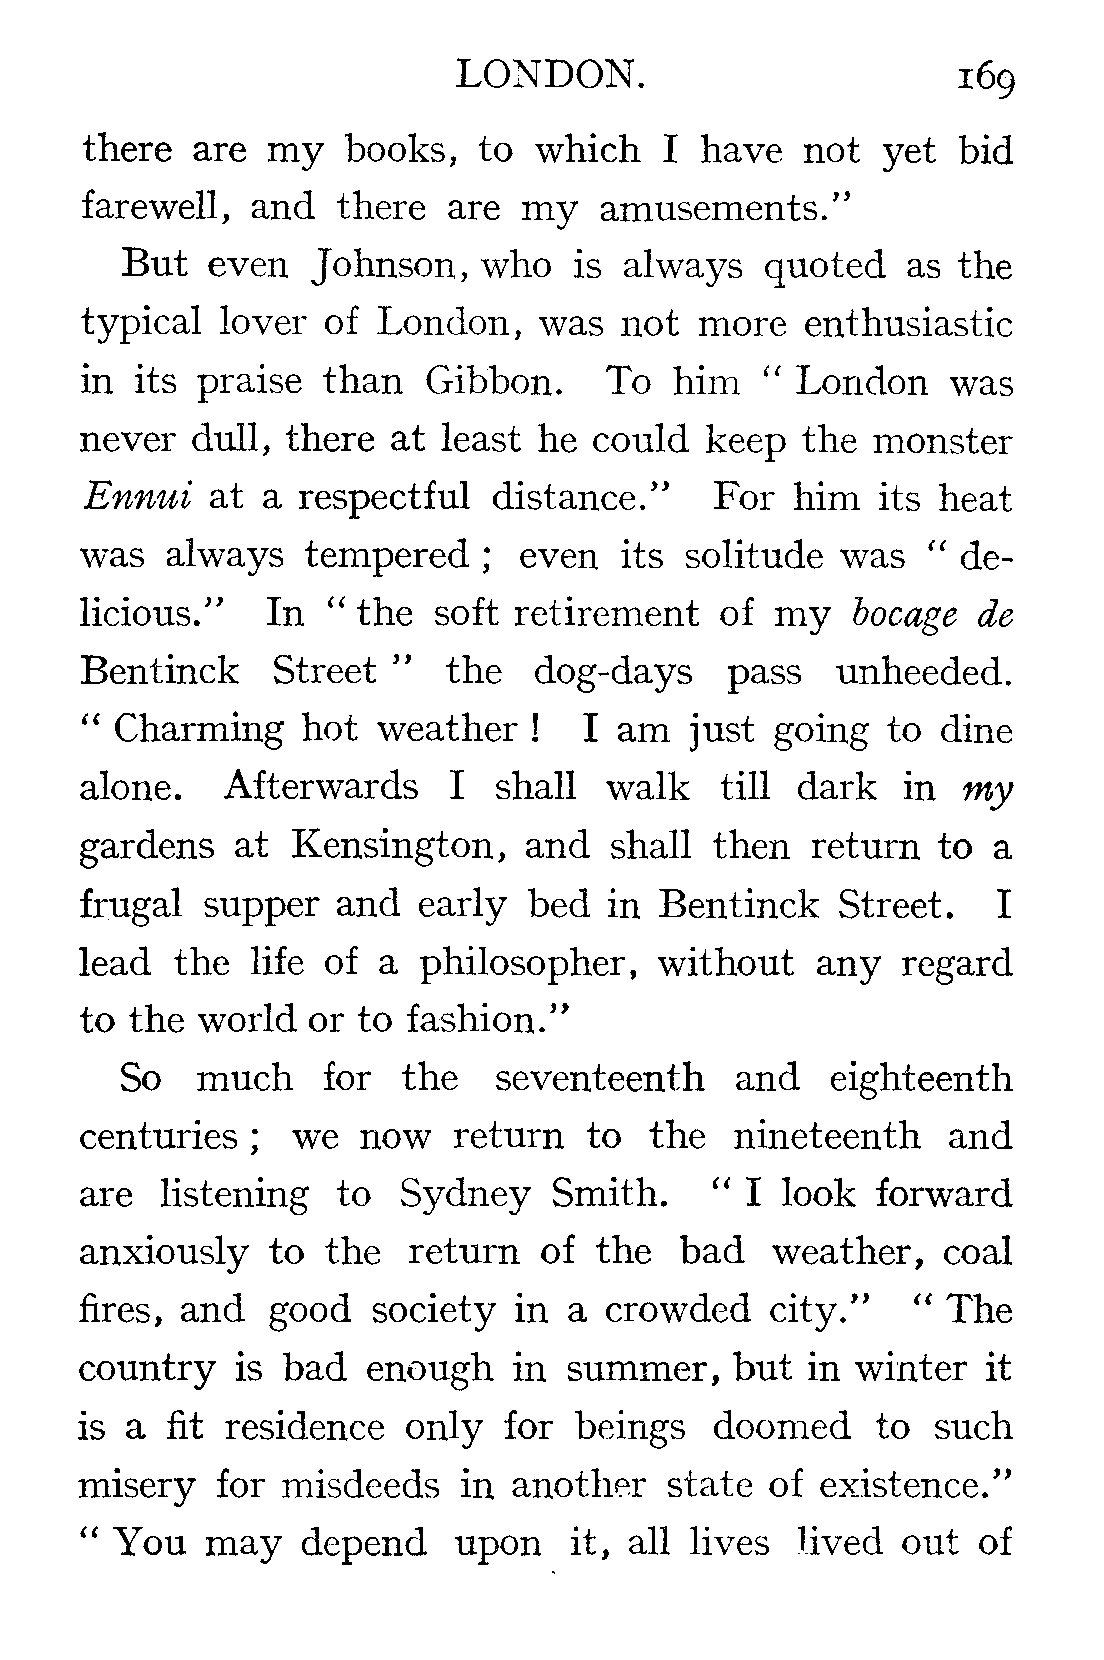 LONDON. 169
there are my books, to which I have not yet bid
farewell, and there are my amusements."
But even Johnson, who is always quoted as the
typical lover of London, was not more enthusiastic
in its praise than Gibbon. To him " London was
never dull, there at least he could keep the monster
Ennui at a respectful distance." For him its heat
was always tempered ; even its solitude was " de-
licious." In " the soft retirement of my bocage de
Bentinck Street " the dog-days pass unheeded.
" Charming hot weather ! I am just going to dine
alone. Afterwards I shall walk till dark in my
gardens at Kensington, and shall then return to a
frugal supper and early bed in Bentinck Street. I
lead the life of a philosopher, without any regard
to the world or to fashion."
So much for the seventeenth and eighteenth
centuries ; we now return to the nineteenth and
are listening to Sydney Smith. " I look forward
anxiously to the return of the bad weather, coal
fires, and good society in a crowded city." " The
country is bad enough in summer, but in winter it
is a fit residence only for beings doomed to such
misery for misdeeds in another state of existence."
" You may depend upon it, all lives lived out of